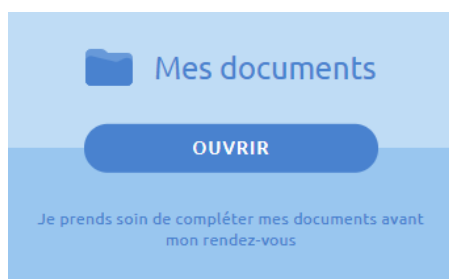 Mes documents
OUVRIR
Je prends soin de compléter mes documents avant
mon rendez-vous